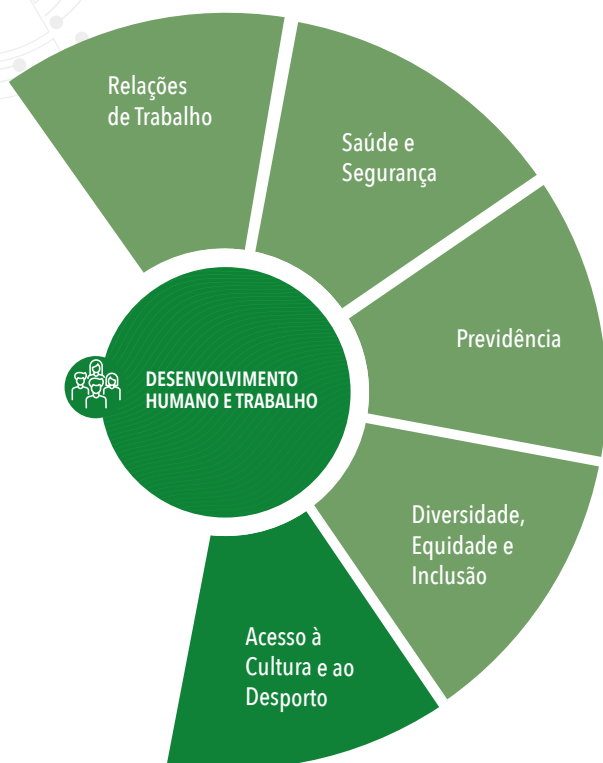 Relações
de Trabalho
Saúde e
Segurança
Previdência
DESENVOLVIMENTO
HUMANO E TRABALHO
Diversidade,
Equidade e
Inclusão
Acesso à
Cultura e ao
Desporto